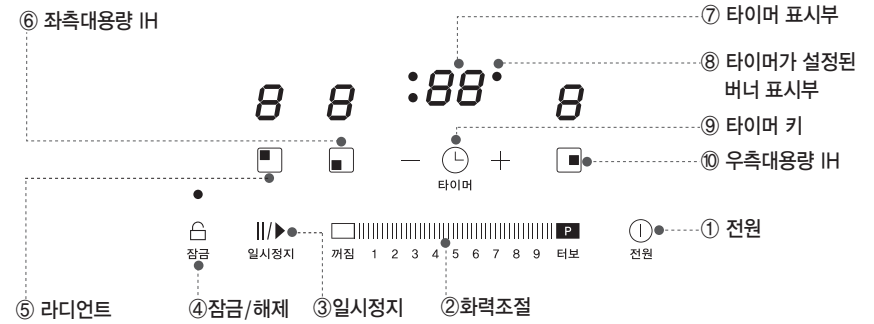 ⑥ 좌측대용량 IH
⑦ 타이머 표시부
⑧ 타이머가 설정된
버너 표시부
8 8 :88: 8
⑨ 타이머 키
⑩ 우측대용량 IH
− +
타이머
P
① 전원
잠금 일시정지 꺼짐 1 2 3 4 5 6 7 8 9 터보 전원
⑤ 라디언트 ④잠금/해제 ③일시정지 ②화력조절